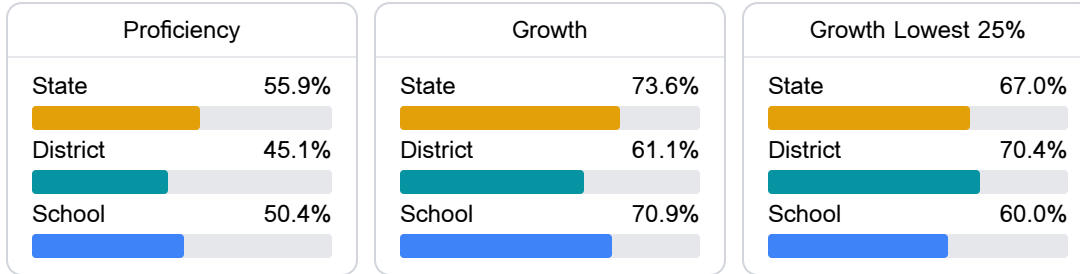 Proficiency
State 55.9%
District 45.1%
School 50.4%
Growth
State 73.6%
District 61.1%
School 70.9%
Growth Lowest 25%
State 67.0%
District 70.4%
School 60.0%